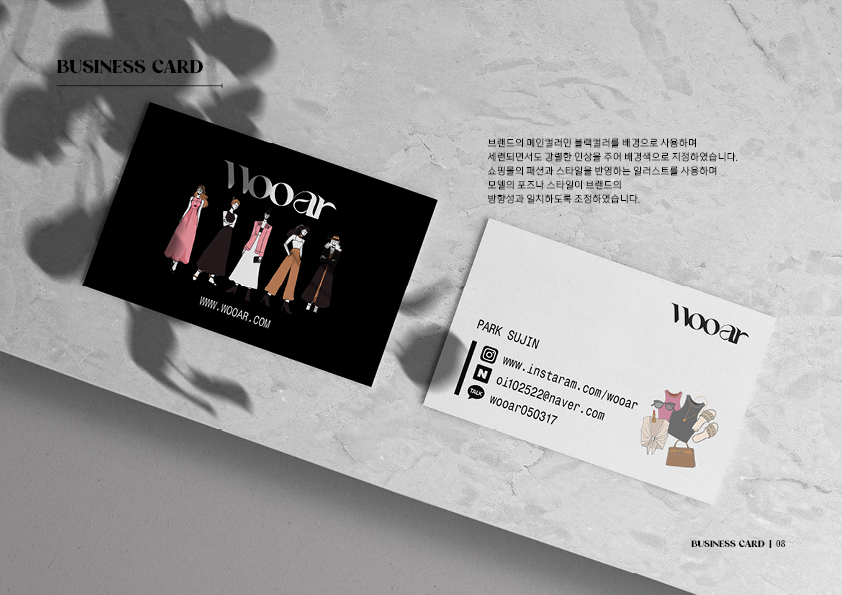 BUSINESS CARD
브랜드의 메인컬러인 블랙컬러를 배경으로 사용하며
세련되면서도 강렬한 인상을 주어 배경색으로 지정하였습니다.
쇼핑몰의 패션과 스타일을 반영하는 일러스트를 사용하며
모델의 포즈나 스타일이 브랜드의
방향성과 일치하도록 조정하였습니다.
Wooar
WWW.WOOAR.COM
Wooar
PARK SUJIN
www.instaram.com/wooar
N
oi102522@naver.com
TALK
wooar050317
BUSINESS CARD | 08